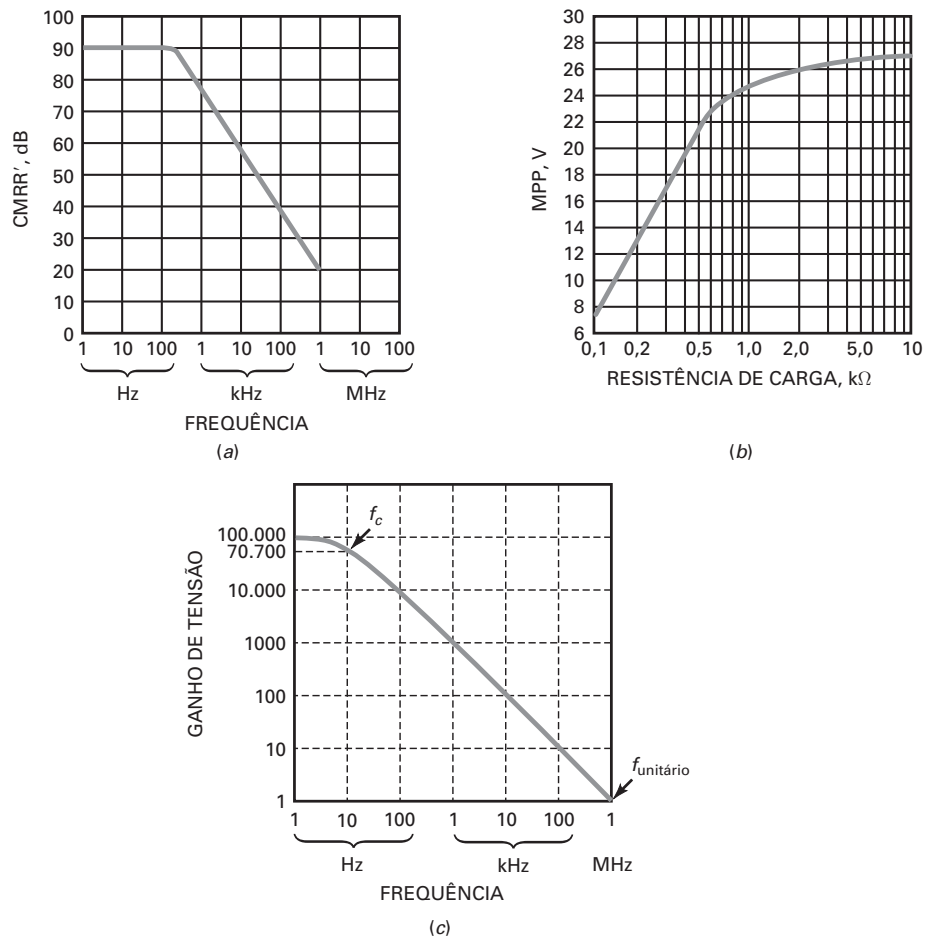 100
90
80
70
60
50
40
30
20
10
0
CMRR′, dB
1 10 100 1 10 100 1 10 100
Hz kHz MHz
FREQUÊNCIA
(a)
30
28
26
24
22
20
18
16
14
12
10
8
6
MPP, V
0,1 0,2 0,5 1,0 2,0 5,0 10
RESISTÊNCIA DE CARGA, kΩ
(b)
100.000
70.700
10.000
1000
100
10
1
GANHO DE TENSÃO
fc
funitário
1 10 100 1 10 100 1
Hz kHz MHz
FREQUÊNCIA
(c)